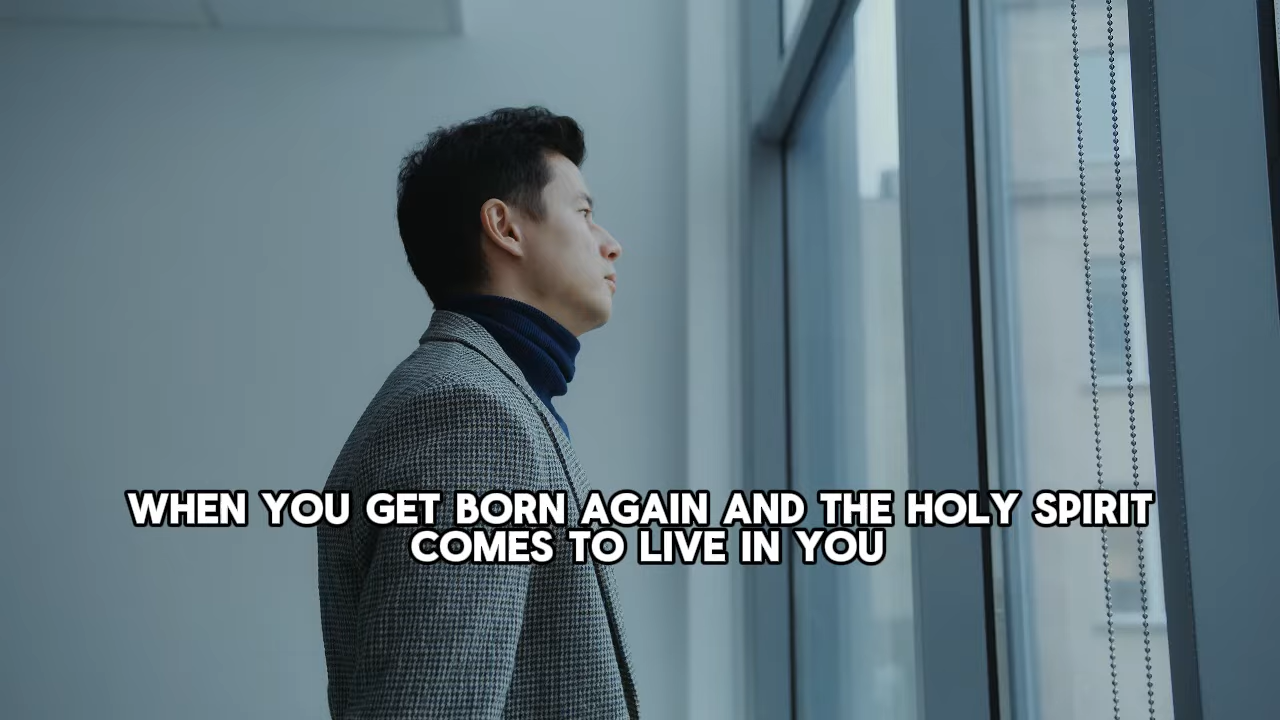 WHEN YOU GET BORN AGAIN AND THE HOLY SPIRIT
COMES TO LIVE IN YOU